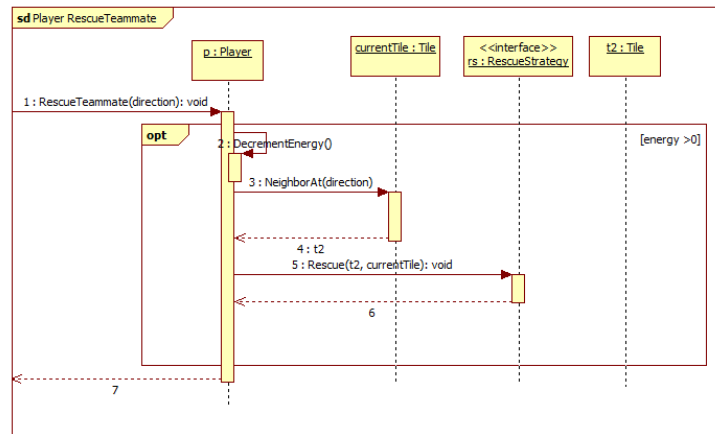 sd Player RescueTeammate
p : Player
currentTile : Tile
<<interface>>
rs : RescueStrategy
t2 : Tile
1 : RescueTeammate(direction): void
opt
[energy >0]
2 : DecrementEnergy()
3 : NeighborAt(direction)
4 : t2
5 : Rescue(t2, currentTile): void
6
7